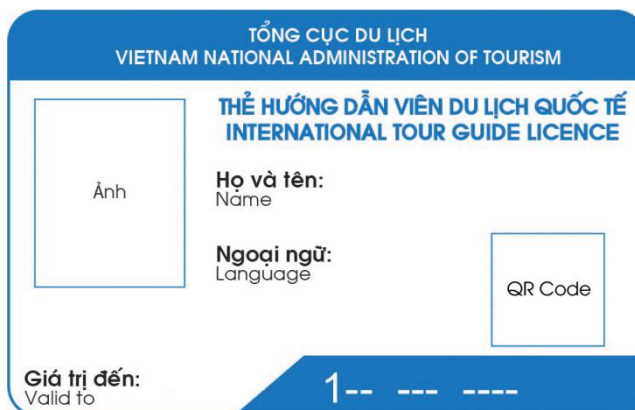 TỔNG CỤC DU LỊCH
VIETNAM NATIONAL ADMINISTRATION OF TOURISM
THẺ HƯỚNG DẪN VIÊN DU LỊCH QUỐC TẾ
INTERNATIONAL TOUR GUIDE LICENCE
Ảnh
Họ và tên:
Name
Ngoại ngữ:
Language
QR Code
Giá trị đến:
Valid to
1-- --- ----